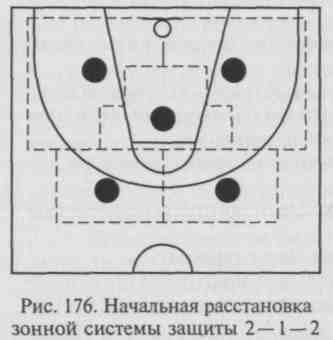 Рис. 176. Начальная расстановка
зонной системы защиты 2—1—2